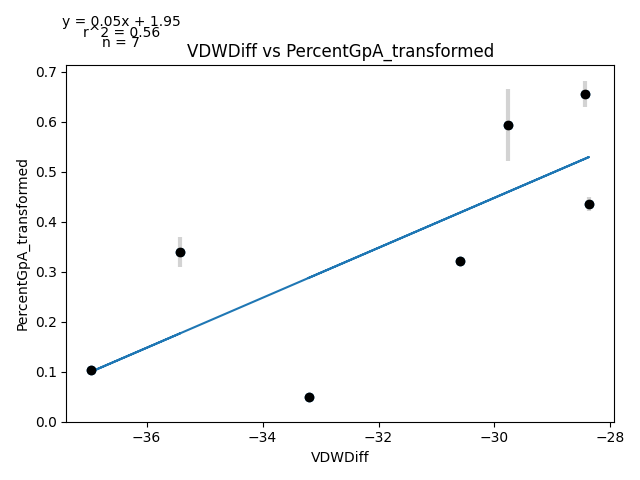 y = 0.05x + 1.95
r^2 = 0.56
n = 7
VDWDiff vs PercentGpA_transformed
0.7
0.6
0.5
0.4
0.3
0.2
0.1
0.0
PercentGpA_transformed
−36
−34
−32
−30
−28
VDWDiff